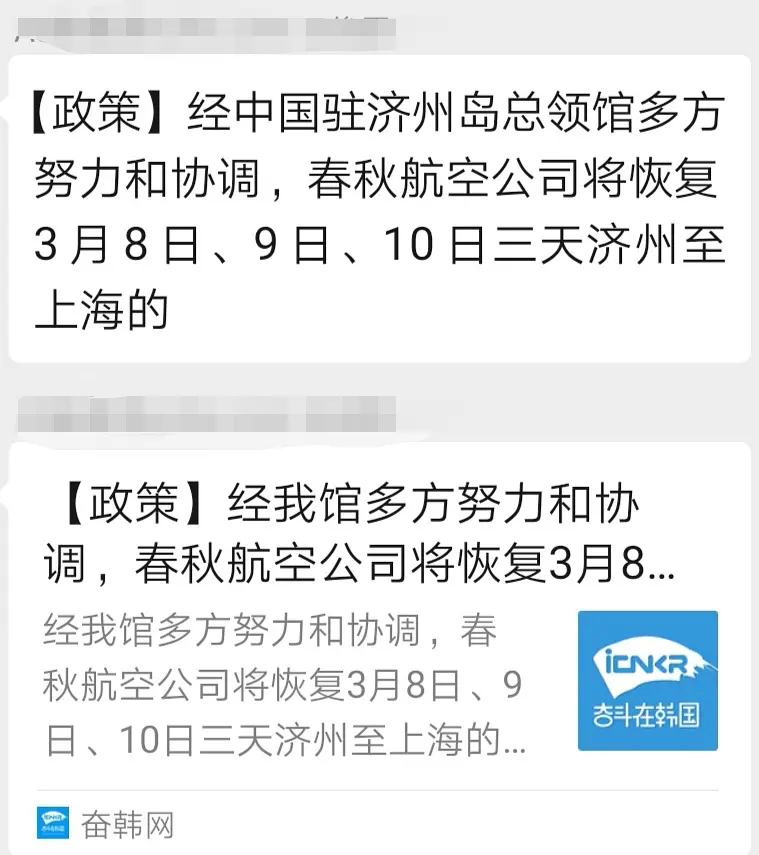 【政策】经中国驻济州岛总领馆多方
努力和协调，春秋航空公司将恢复
3月8日、9日、10日三天济州至
上海的
【政策】经我馆多方努力和协
调，春秋航空公司将恢复3月8...
经我馆多方努力和协调，春
秋航空公司将恢复3月8日、9
日、10日三天济州至上海的...
iCNKR
奋斗在韩国
奋韩网